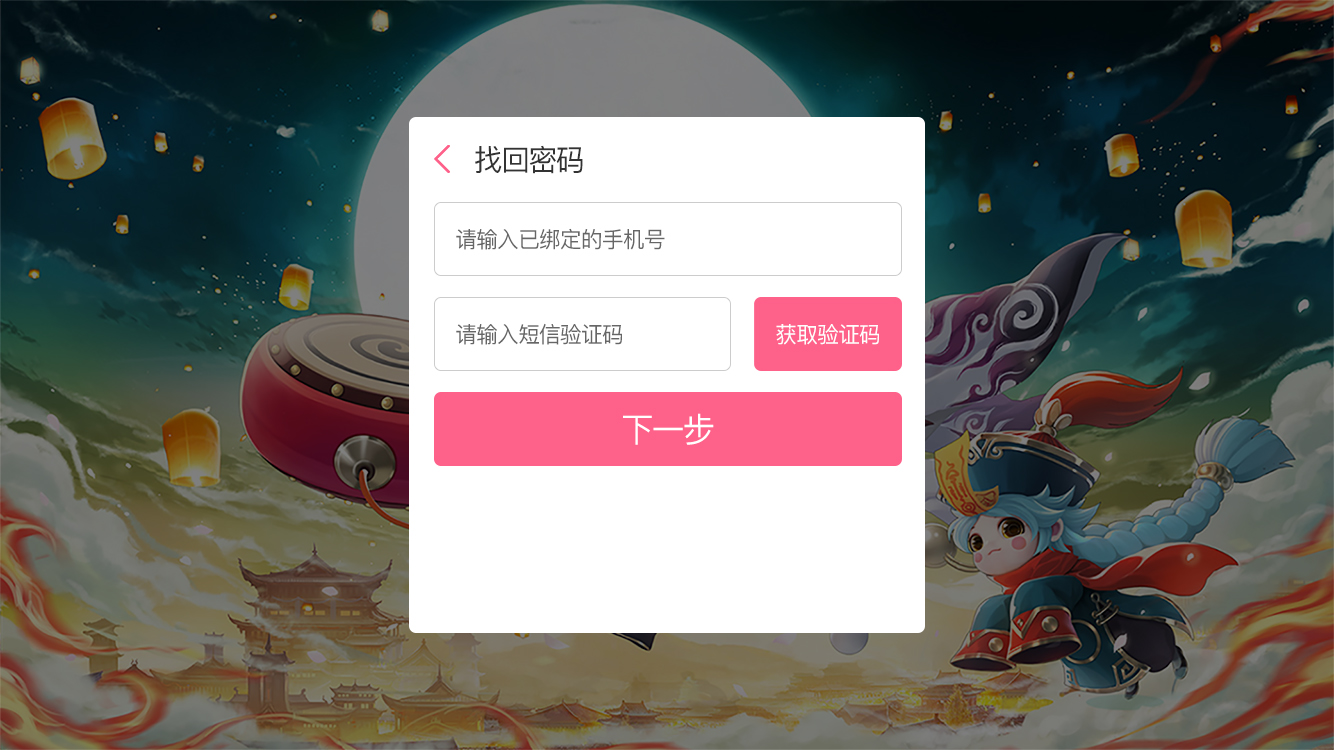 找回密码
请输入已绑定的手机号
请输入短信验证码
获取验证码
下一步